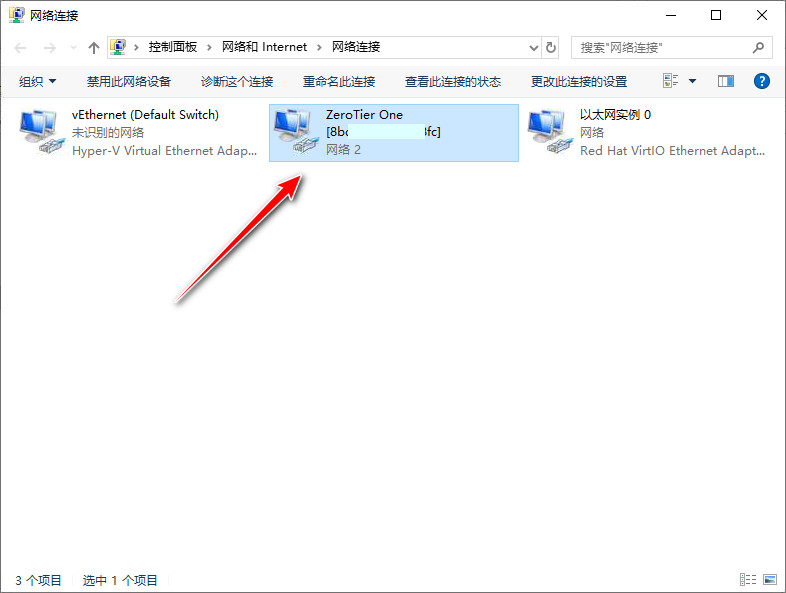 网络连接
控制面板 › 网络和 Internet › 网络连接
搜索"网络连接"
组织 禁用此网络设备 诊断这个连接 重命名此连接 查看此连接的状态 更改此连接的设置
vEthernet (Default Switch)
未识别的网络
Hyper-V Virtual Ethernet Adap...
ZeroTier One
[8bc fc]
网络 2
以太网实例 0
网络
Red Hat VirtIO Ethernet Adapt...
3 个项目 选中 1 个项目